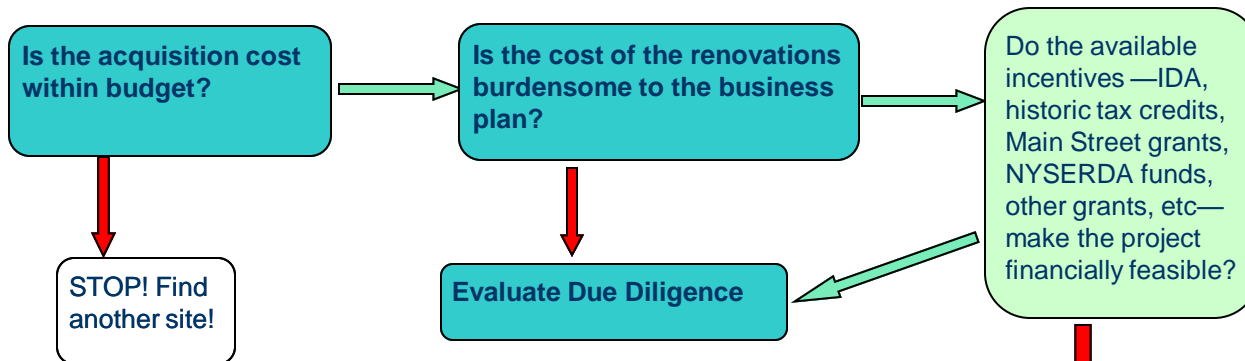 Is the acquisition cost
within budget?
Is the cost of the renovations
burdensome to the business
plan?
Do the available
incentives —IDA,
historic tax credits,
Main Street grants,
NYSERDA funds,
other grants, etc—
make the project
financially feasible?
STOP! Find
another site!
Evaluate Due Diligence